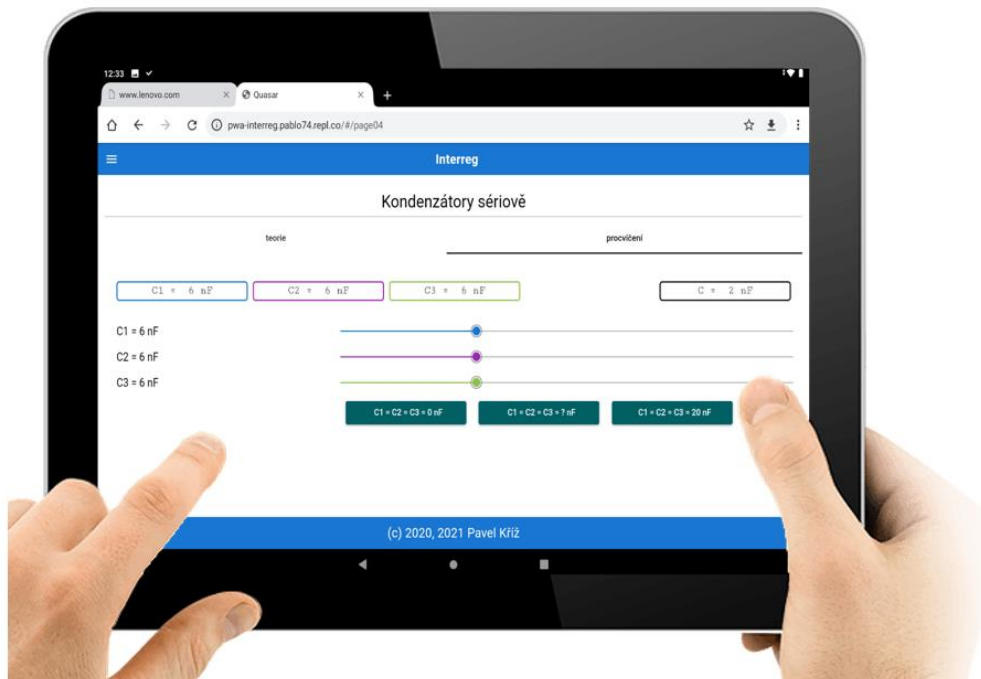 12:33
www.lenovo.com
Quasar
pwa-interreg.pablo74.repl.co/#/page04
Interreg
Kondenzátory sériově
teorie procvičení
C1 = 6 nF C2 = 6 nF C3 = 6 nF C = 2 nF
C1 = 6 nF
C2 = 6 nF
C3 = 6 nF
C1 = C2 = C3 = 0 nF C1 = C2 = C3 = ? nF C1 = C2 = C3 = 20 nF
(c) 2020, 2021 Pavel Kříž